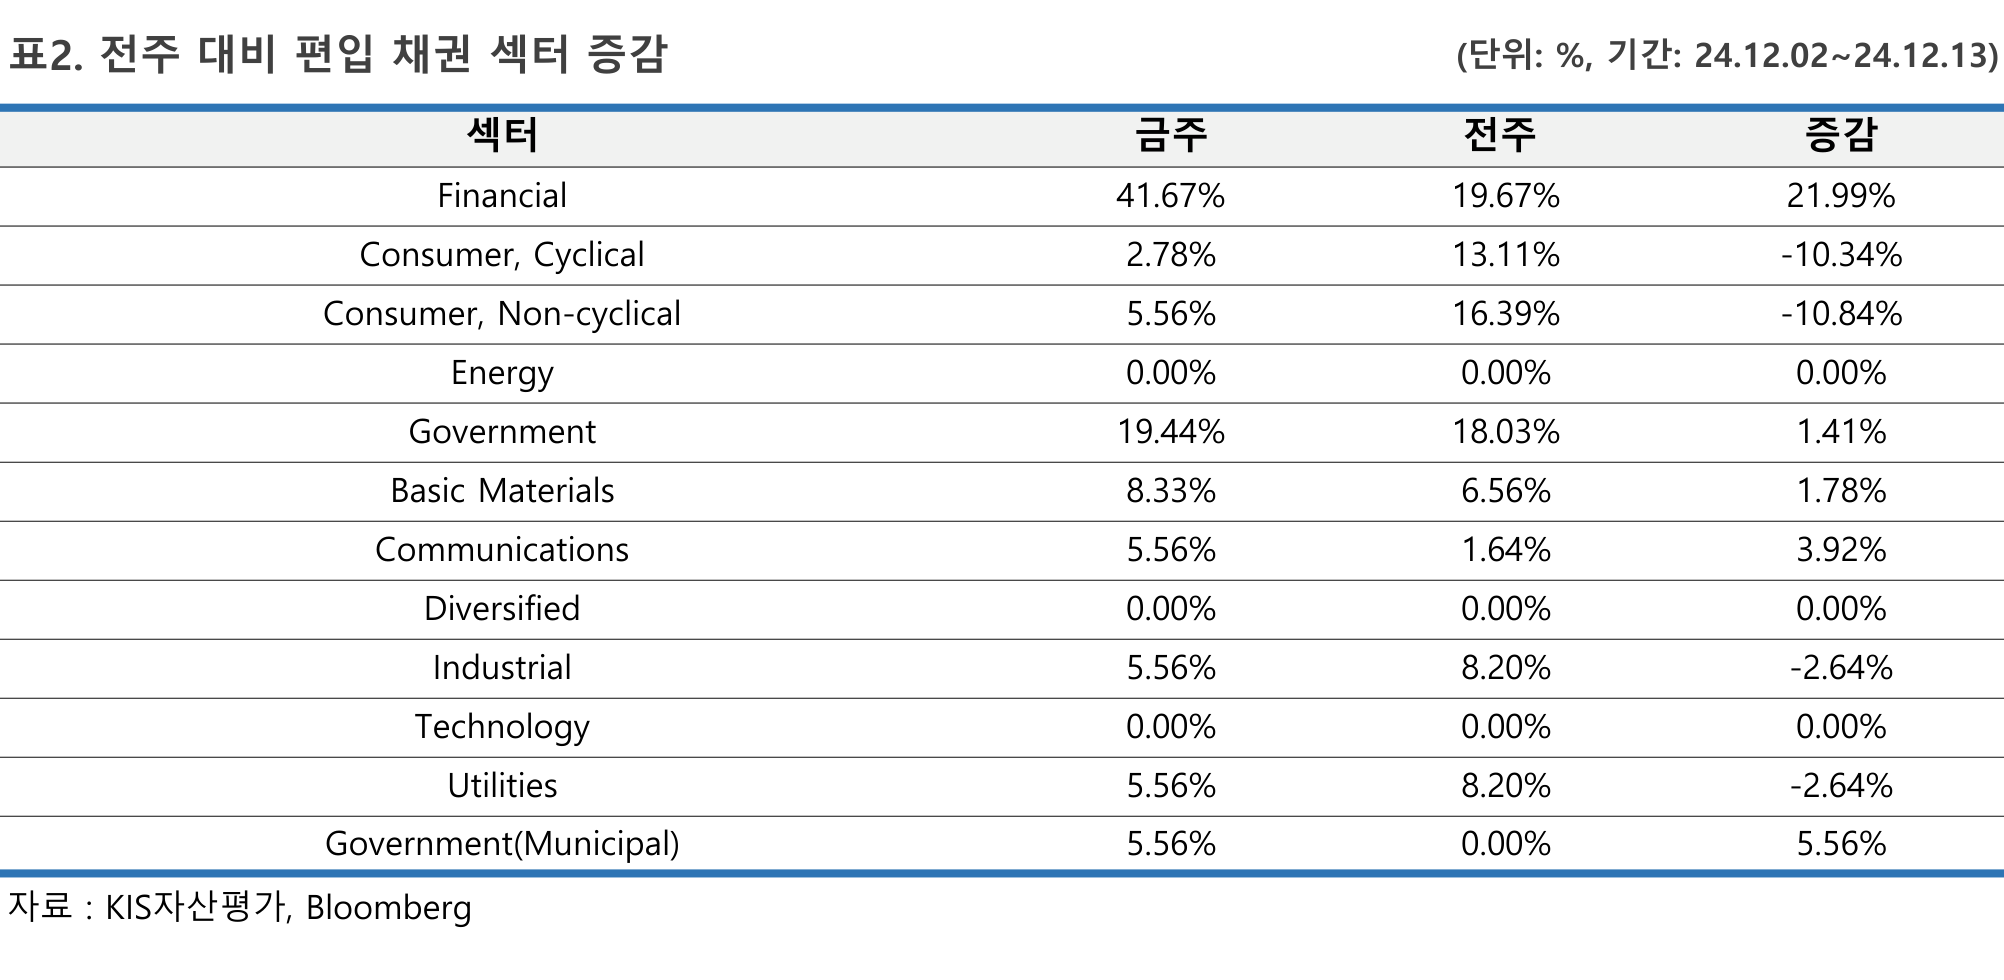 표2. 전주 대비 편입 채권 섹터 증감 (단위: %, 기간: 24.12.02~24.12.13)
섹터 금주 전주 증감
Financial 41.67% 19.67% 21.99%
Consumer, Cyclical 2.78% 13.11% -10.34%
Consumer, Non-cyclical 5.56% 16.39% -10.84%
Energy 0.00% 0.00% 0.00%
Government 19.44% 18.03% 1.41%
Basic Materials 8.33% 6.56% 1.78%
Communications 5.56% 1.64% 3.92%
Diversified 0.00% 0.00% 0.00%
Industrial 5.56% 8.20% -2.64%
Technology 0.00% 0.00% 0.00%
Utilities 5.56% 8.20% -2.64%
Government(Municipal) 5.56% 0.00% 5.56%
자료 : KIS자산평가, Bloomberg